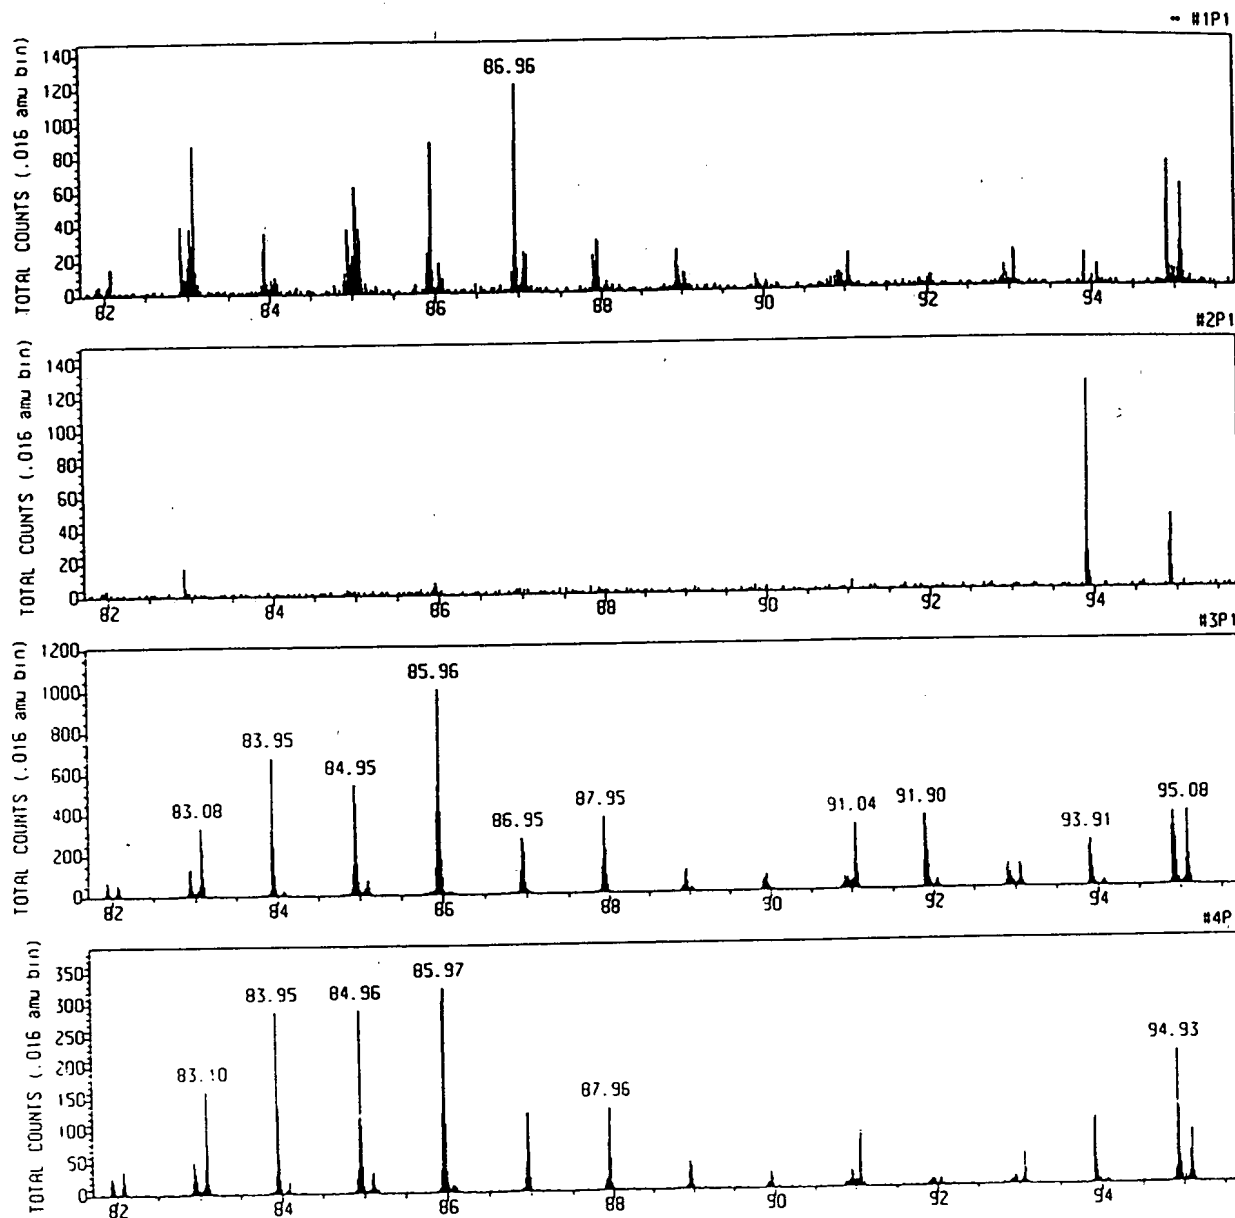 #1P1
TOTAL COUNTS (.016 amu bin)
140
120
100
80
60
40
20
0
86.96
82 84 86 88 90 92 94
#2P1
TOTAL COUNTS (.016 amu bin)
140
120
100
80
60
40
20
0
82 84 86 88 90 92 94
#3P1
TOTAL COUNTS (.016 amu bin)
1200
1000
800
600
400
200
0
83.08 83.95 84.95 85.96 86.95 87.95 91.04 91.90 93.91 95.08
82 84 86 88 90 92 94
#4P
TOTAL COUNTS (.016 amu bin)
350
300
250
200
150
100
50
0
83.10 83.95 84.96 85.97 87.96 94.93
82 84 86 88 90 92 94